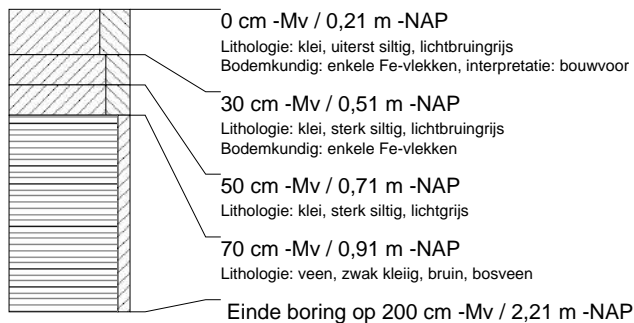 0 cm -Mv / 0,21 m -NAP
Lithologie: klei, uiterst siltig, lichtbruingrijs
Bodemkundig: enkele Fe-vlekken, interpretatie: bouwvoor
30 cm -Mv / 0,51 m -NAP
Lithologie: klei, sterk siltig, lichtbruingrijs
Bodemkundig: enkele Fe-vlekken
50 cm -Mv / 0,71 m -NAP
Lithologie: klei, sterk siltig, lichtgrijs
70 cm -Mv / 0,91 m -NAP
Lithologie: veen, zwak kleiig, bruin, bosveen
Einde boring op 200 cm -Mv / 2,21 m -NAP